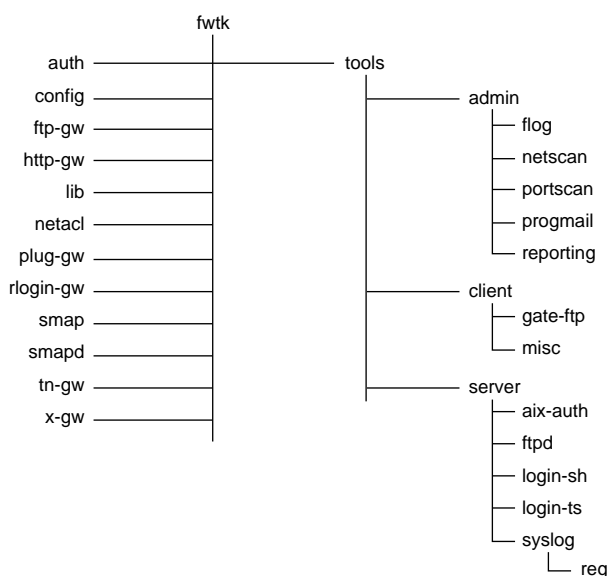 fwtk
auth
config
ftp-gw
http-gw
lib
netacl
plug-gw
rlogin-gw
smap
smapd
tn-gw
x-gw
tools
admin
flog
netscan
portscan
progmail
reporting
client
gate-ftp
misc
server
aix-auth
ftpd
login-sh
login-ts
syslog
req